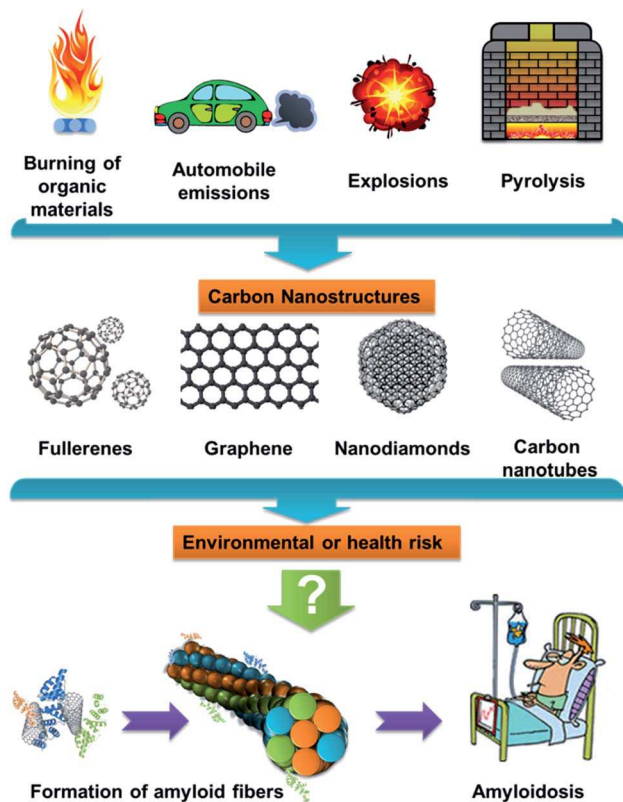 Burning of
organic
materials
Automobile
emissions
Explosions
Pyrolysis
Carbon Nanostructures
Fullerenes
Graphene
Nanodiamonds
Carbon
nanotubes
Environmental or health risk
?
Formation of amyloid fibers
Amyloidosis